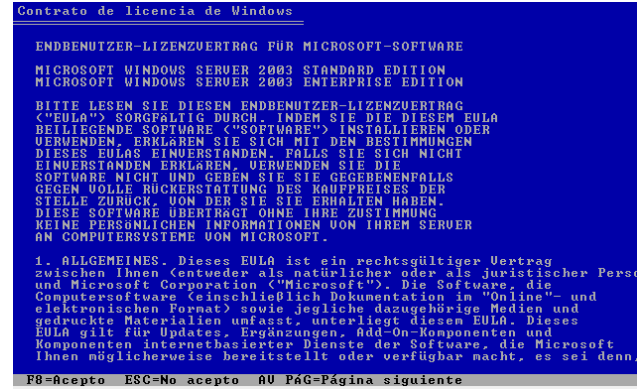 Contrato de licencia de Windows
ENDBENUTZER-LIZENZVERTRAG FÜR MICROSOFT-SOFTWARE
MICROSOFT WINDOWS SERVER 2003 STANDARD EDITION
MICROSOFT WINDOWS SERVER 2003 ENTERPRISE EDITION
BITTE LESEN SIE DIESEN ENDBENUTZER-LIZENZVERTRAG
("EULA") SORGFäLTIG DURCH. INDEM SIE DIE DIESEM EULA
BEILIEGENDE SOFTWARE ("SOFTWARE") INSTALLIEREN ODER
VERWENDEN, ERKLäREN SIE SICH MIT DEN BESTIMMUNGEN
DIESES EULAS EINVERSTANDEN. FALLS SIE SICH NICHT
EINVERSTANDEN ERKLäREN, VERWENDEN SIE DIE
SOFTWARE NICHT UND GEBEN SIE SIE GEGEBENENFALLS
GEGEN VOLLE RÜCKERSTATTUNG DES KAUFPREISES DER
STELLE ZURÜCK, VON DER SIE SIE ERHALTEN HABEN.
DIESE SOFTWARE ÜBERTRÄGT OHNE IHRE ZUSTIMMUNG
KEINE PERSöNLICHEN INFORMATIONEN VON IHREM SERVER
AN COMPUTERSYSTEME VON MICROSOFT.
1. ALLGEMEINES. Dieses EULA ist ein rechtsgültiger Vertrag
zwischen Ihnen (entweder als natürlicher oder als juristischer Perso
und Microsoft Corporation ("Microsoft"). Die Software, die
Computersoftware (einschließlich Dokumentation im "Online"- und
elektronischen Format) sowie jegliche dazugehörige Medien und
gedruckte Materialien umfasst, unterliegt diesem EULA. Dieses
EULA gilt für Updates, Ergänzungen, Add-On-Komponenten und
Komponenten internetbasierter Dienste der Software, die Microsoft
Ihnen möglicherweise bereitstellt oder verfügbar macht, es sei denn,
F8=Acepto ESC=No acepto AV PáG=Página siguiente